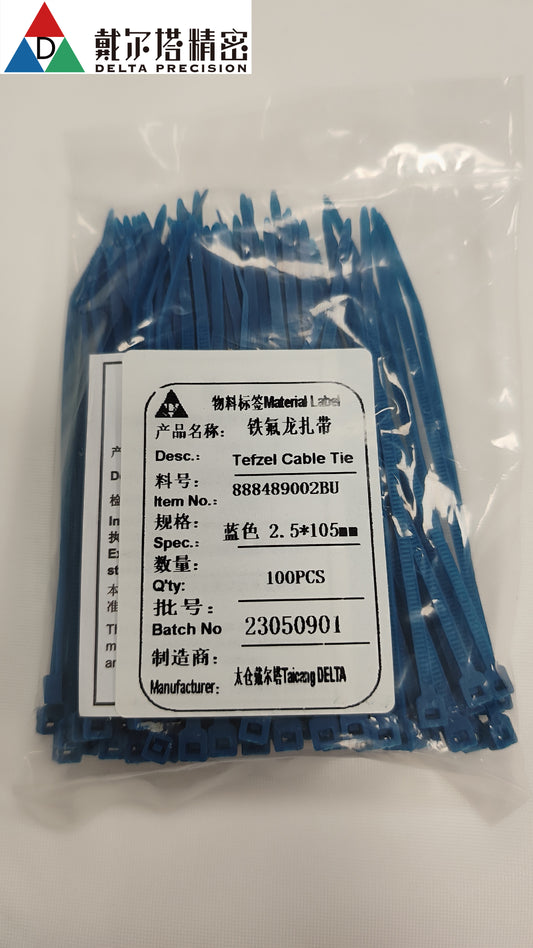 D
戴尔塔精密
DELTA PRECISION
物料标签Material Label
产品名称: 铁氟龙扎带
Desc.: Tefzel Cable Tie
料号:
Item No.: 888489002BU
规格:
Spec.: 蓝色 2.5*105mm
数量:
Q'ty: 100PCS
批号:
Batch No 23050901
制造商:
Manufacturer: 太仓戴尔塔Taicang DELTA